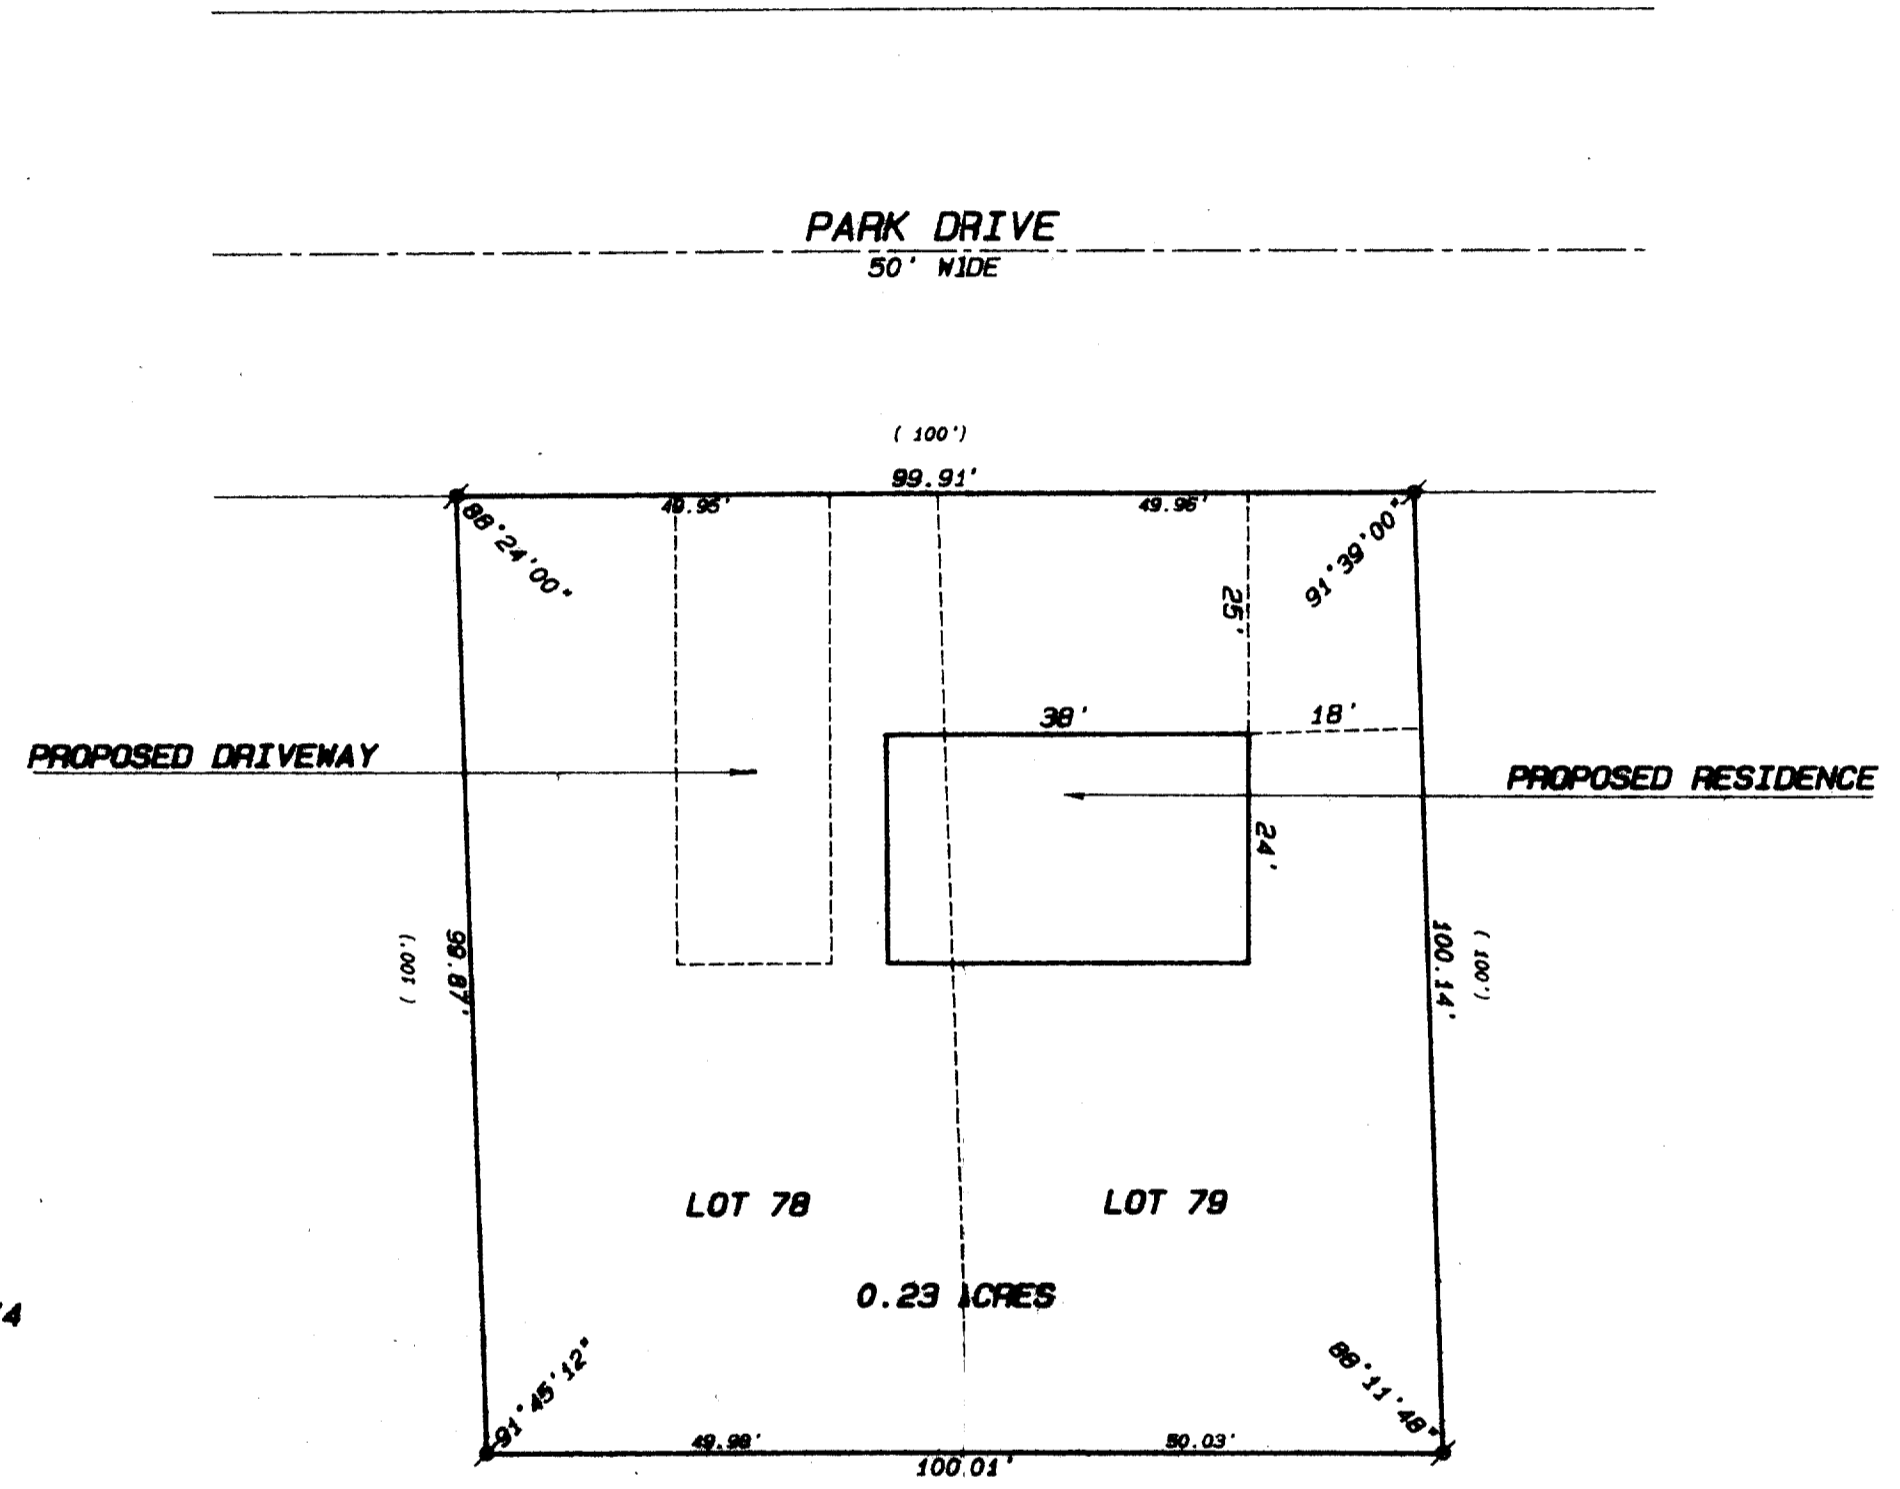 PARK DRIVE
50' WIDE
( 100')
99.91'
49.95'
49.96'
88°24'00"
91°39'00"
25'
38'
18'
PROPOSED DRIVEWAY
PROPOSED RESIDENCE
24'
(100')
99.87'
100.14'
( 100')
LOT 78
LOT 79
0.23 ACRES
91°45'12"
88°11'48"
49.98'
50.03'
100.01'